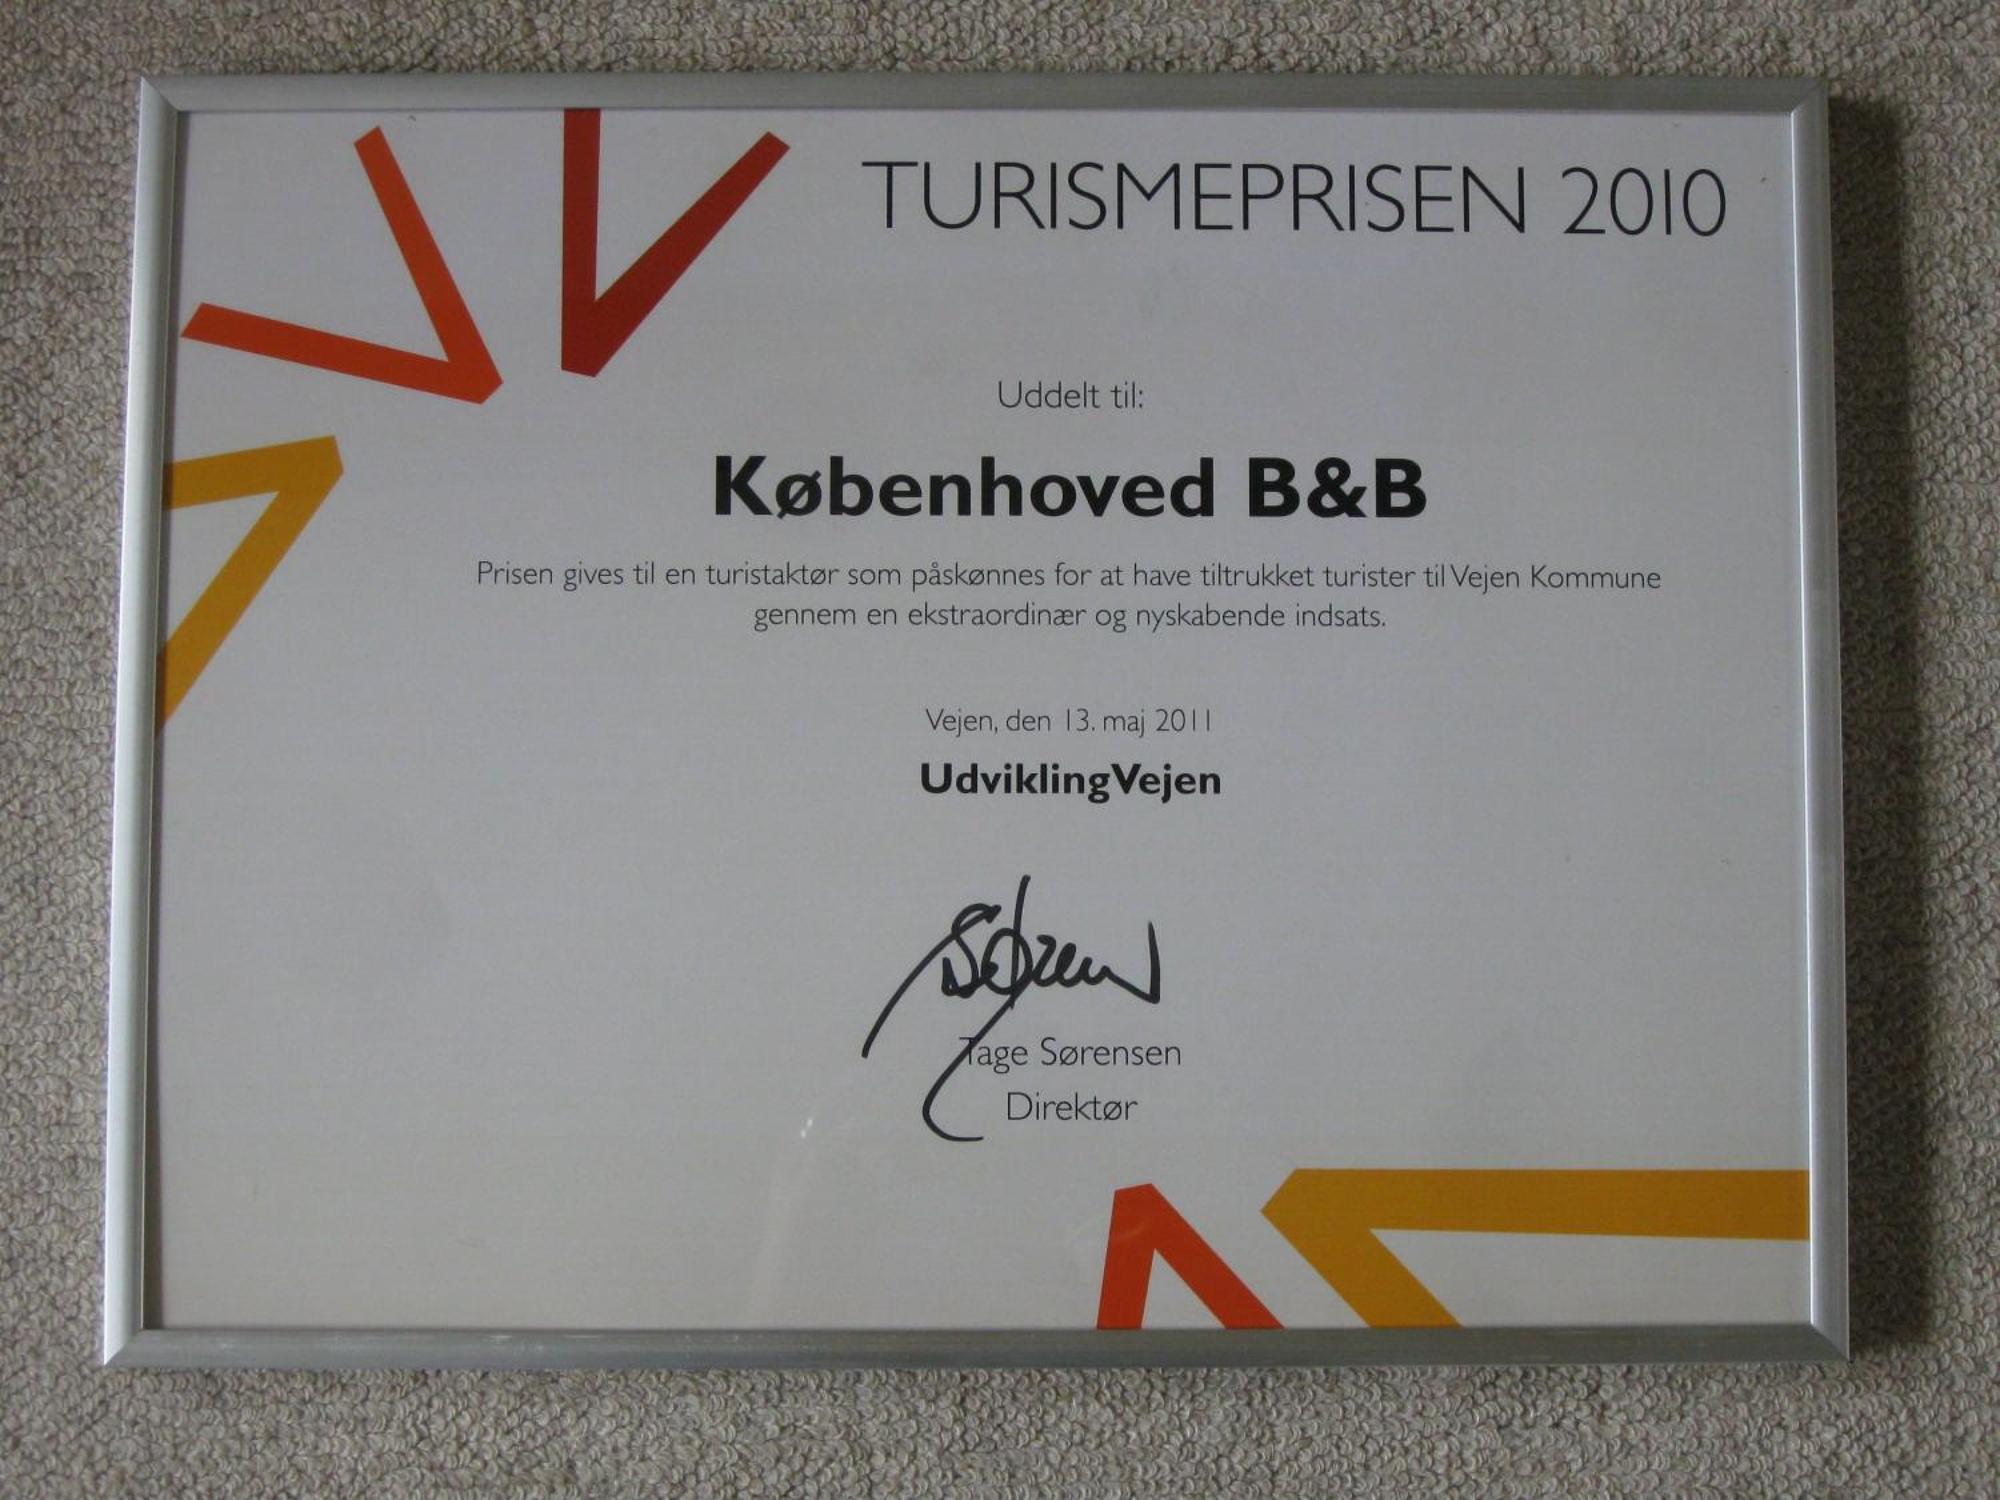 TURISMEPRISEN 2010
Uddelt til:
Københoved B&B
Prisen gives til en turistaktør som påskønnes for at have tiltrukket turister til Vejen Kommune
gennem en ekstraordinær og nyskabende indsats.
Vejen, den 13. maj 2011
UdviklingVejen
Tage Sørensen
Direktør